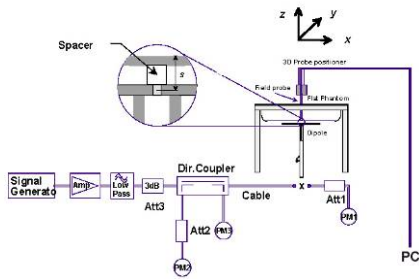 z
y
x
Spacer
s
3D Probe positioner
Field probe
Flat Phantom
Dipole
Dir.Coupler
Signal
Generato
Amp
Low
Pass
3dB
Cable
x
Att1
Att3
Att2
PM3
PM1
PM2
PC